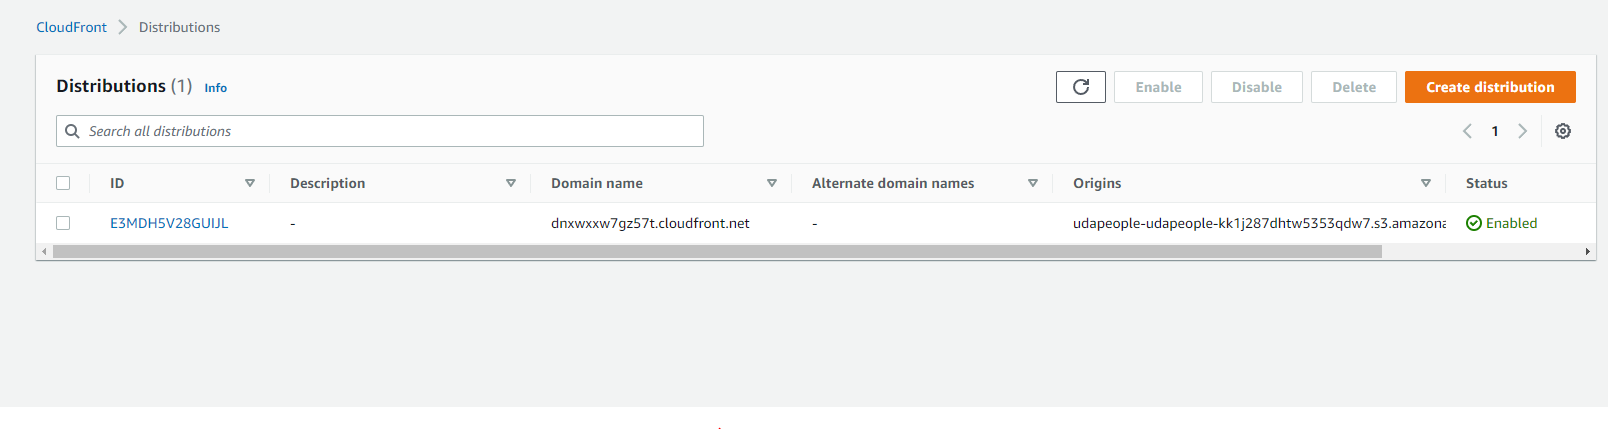 CloudFront Distributions
Distributions (1) Info
Enable Disable Delete Create distribution
Search all distributions
1
ID Description Domain name Alternate domain names Origins Status
E3MDH5V28GUIJL - dnxwxxw7gz57t.cloudfront.net - udapeople-udapeople-kk1j287dhtw5353qdw7.s3.amazona Enabled